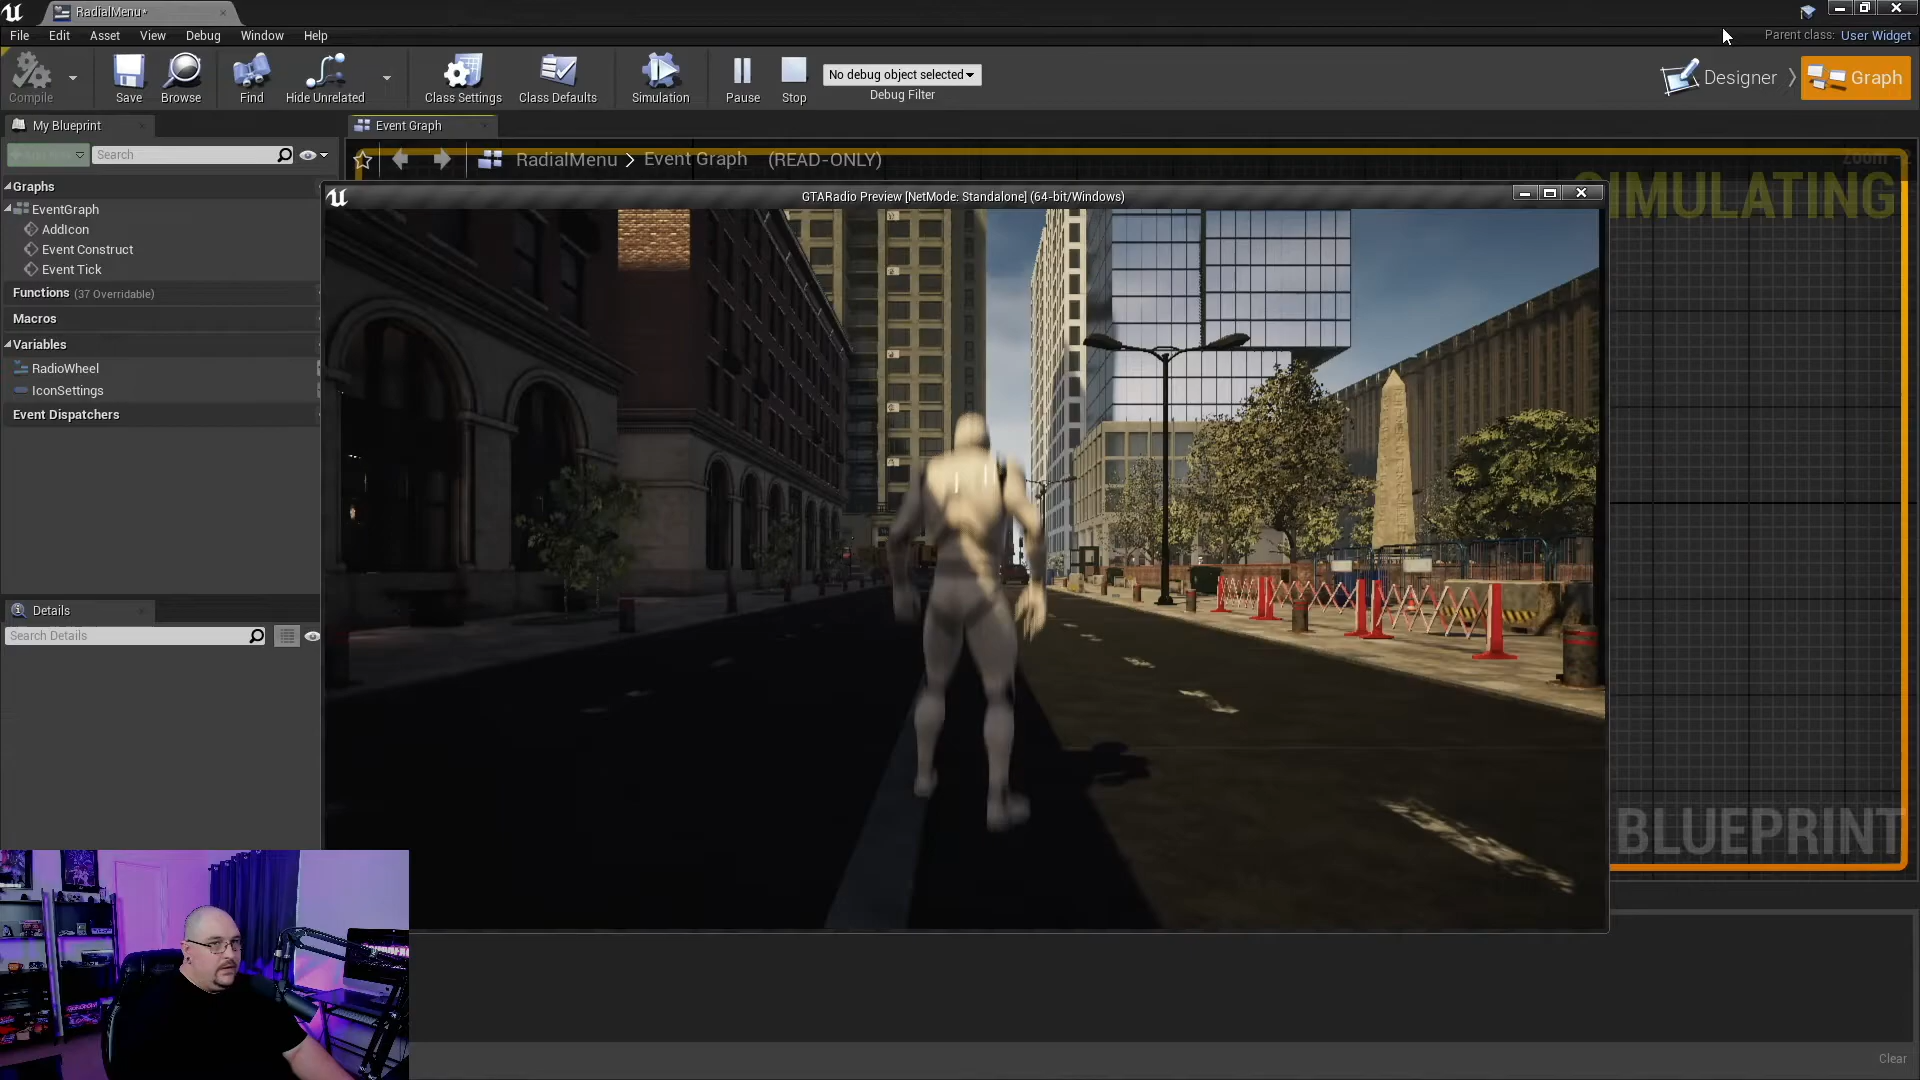 RadialMenu*
File Edit Asset View Window Debug Window Help
Parent class: User Widget
Compile
Save
Browse
Find
Hide Unrelated
Class Settings
Class Defaults
Simulation
Pause
Stop
No debug object selected
Debug Filter
Designer
Graph
My Blueprint
Event Graph
Search
RadialMenu > Event Graph (READ-ONLY)
SIMULATING
Graphs
EventGraph
AddIcon
Event Construct
Event Tick
Functions (37 Overridable)
Macros
Variables
RadioWheel
IconSettings
Event Dispatchers
GTARadio Preview [NetMode: Standalone] (64-bit/Windows)
Details
Search Details
BLUEPRINT
Clear